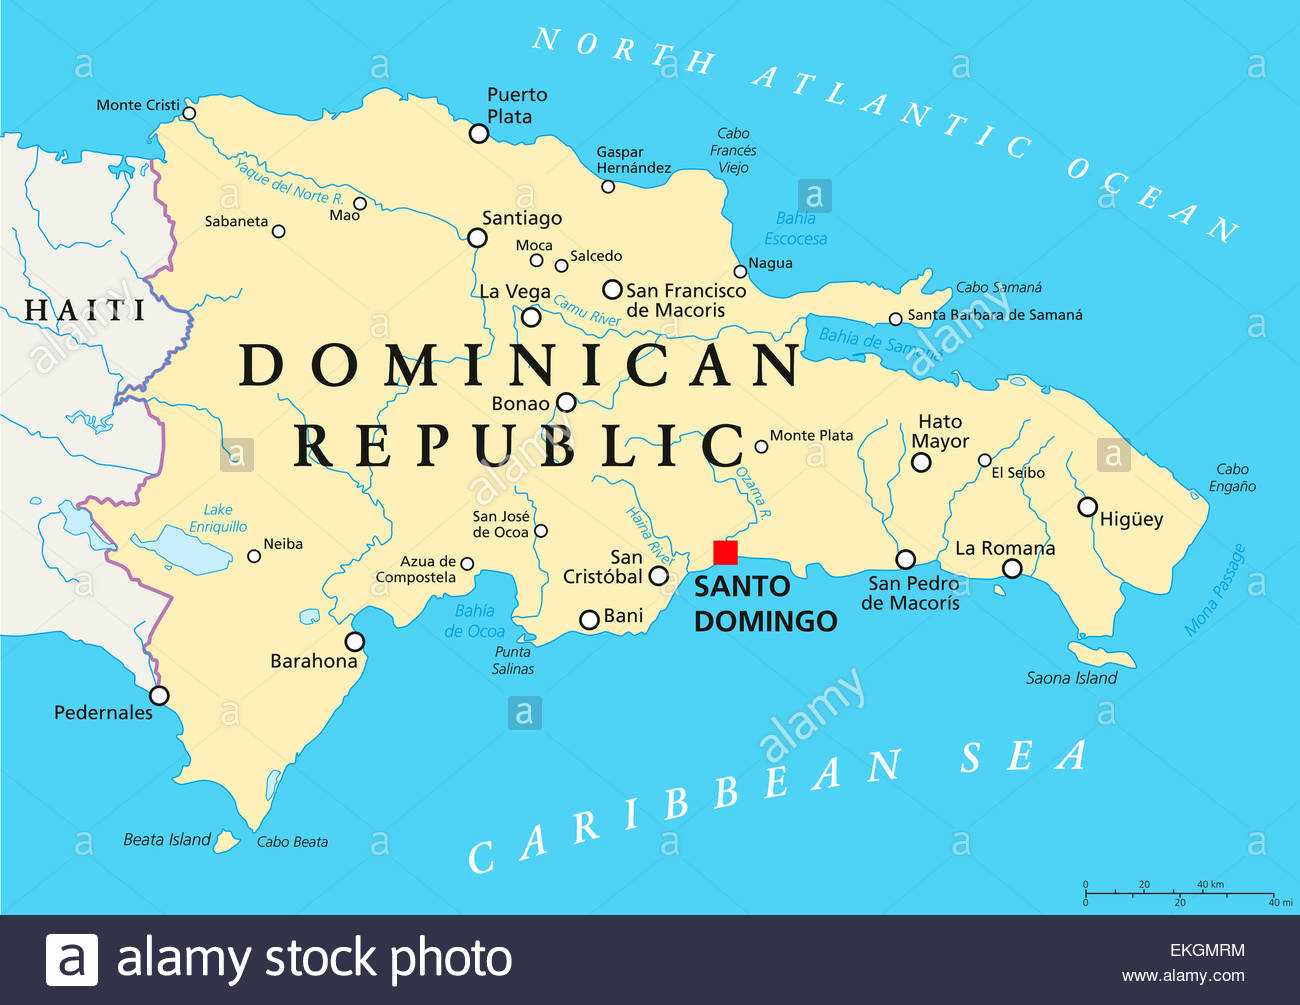 NORTH ATLANTIC OCEAN
Monte Cristi
Puerto
Plata
Gaspar
Hernández
Cabo
Francés
Viejo
Yaque del Norte R.
Mao
Sabaneta
Santiago
Moca
Salcedo
Bahía
Escocesa
Nagua
HAITI
La Vega
Camu River
San Francisco
de Macoris
Cabo Samaná
Santa Barbara de Samaná
Bahía de Samaná
DOMINICAN
REPUBLIC
Bonao
Monte Plata
Hato
Mayor
El Seibo
Cabo
Engaño
Ozama R.
Haina River
Lake
Enriquillo
Neiba
San José
de Ocoa
Azua de
Compostela
San
Cristóbal
Bani
SANTO
DOMINGO
San Pedro
de Macorís
La Romana
Higüey
Mona Passage
Bahía
de Ocoa
Punta
Salinas
Barahona
Pedernales
Saona Island
Beata Island
Cabo Beata
CARIBBEAN SEA
0 20 40 km
0 20 40 mi
a alamy
a alamy
a alamy
a alamy
a alamy stock photo
EKGMRM
www.alamy.com